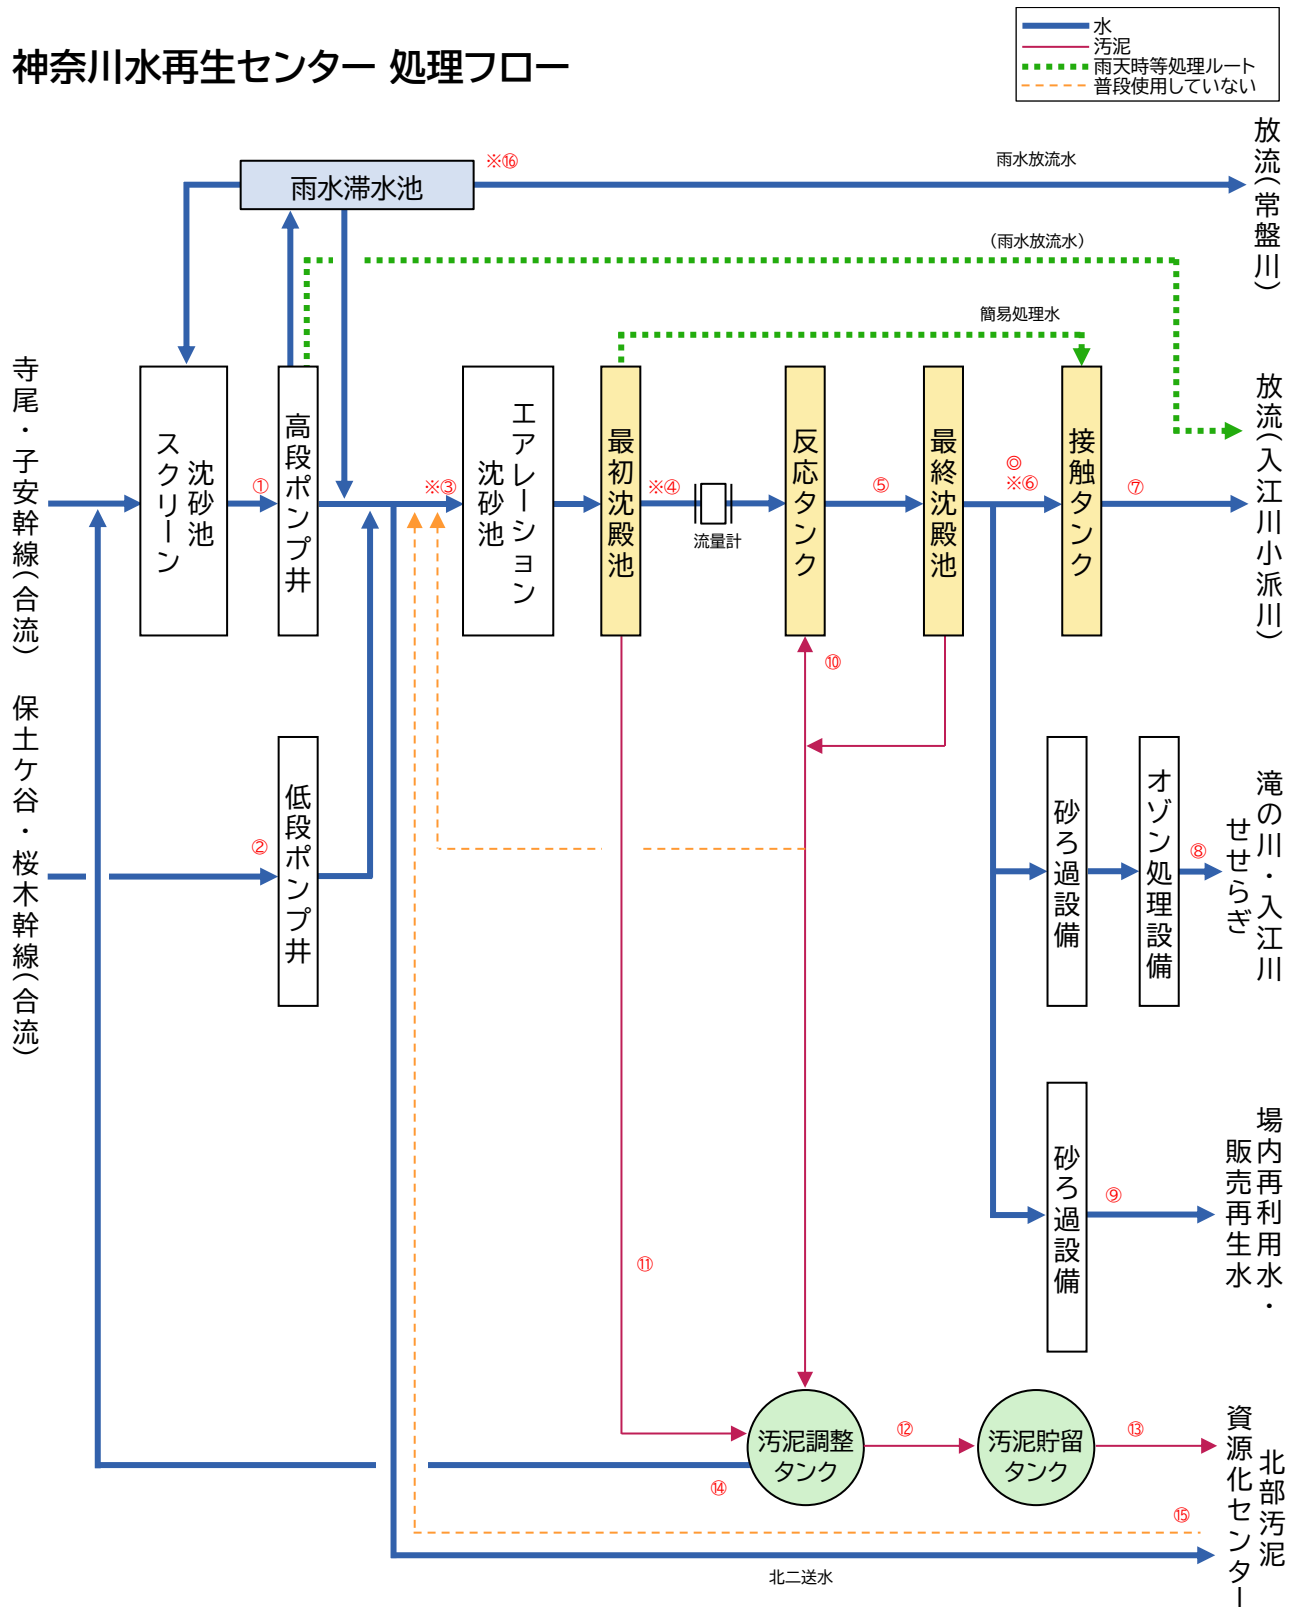 神奈川水再生センター 処理フロー
水
汚泥
雨天時等処理ルート
普段使用していない
雨水滞水池
※⑯
雨水放流水
放流(常盤川)
(雨水放流水)
簡易処理水
寺尾・子安幹線(合流)
沈砂池
スクリーン
①
高段ポンプ井
※③
エアレーション
沈砂池
最初沈殿池
※④
流量計
反応タンク
⑤
最終沈殿池
◎
※⑥
接触タンク
⑦
放流(入江川小派川)
⑩
保土ケ谷・桜木幹線(合流)
②
低段ポンプ井
砂ろ過設備
オゾン処理設備
⑧
滝の川・入江川
せせらぎ
砂ろ過設備
⑨
場内再利用水・
販売再生水
⑪
汚泥調整
タンク
⑫
汚泥貯留
タンク
⑬
⑭
⑮
北部汚泥
資源化センター
北二送水